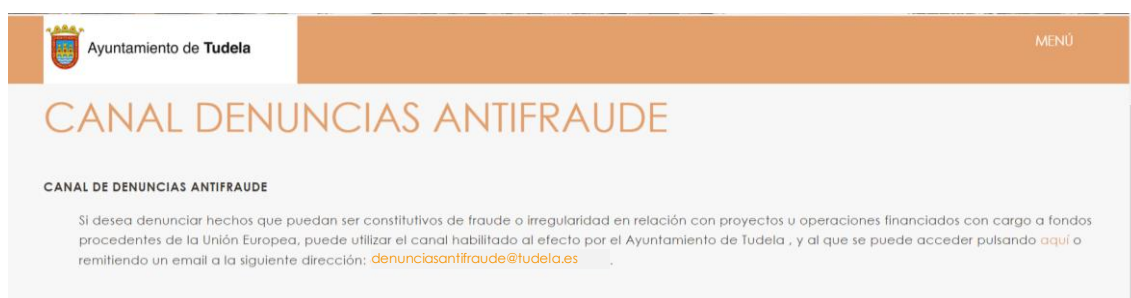 Ayuntamiento de Tudela
MENÚ
CANAL DENUNCIAS ANTIFRAUDE
CANAL DE DENUNCIAS ANTIFRAUDE
Si desea denunciar hechos que puedan ser constitutivos de fraude o irregularidad en relación con proyectos u operaciones financiados con cargo a fondos
procedentes de la Unión Europea, puede utilizar el canal habilitado al efecto por el Ayuntamiento de Tudela , y al que se puede acceder pulsando aquí o
remitiendo un email a la siguiente dirección: denunciasantifraude@tudela.es .